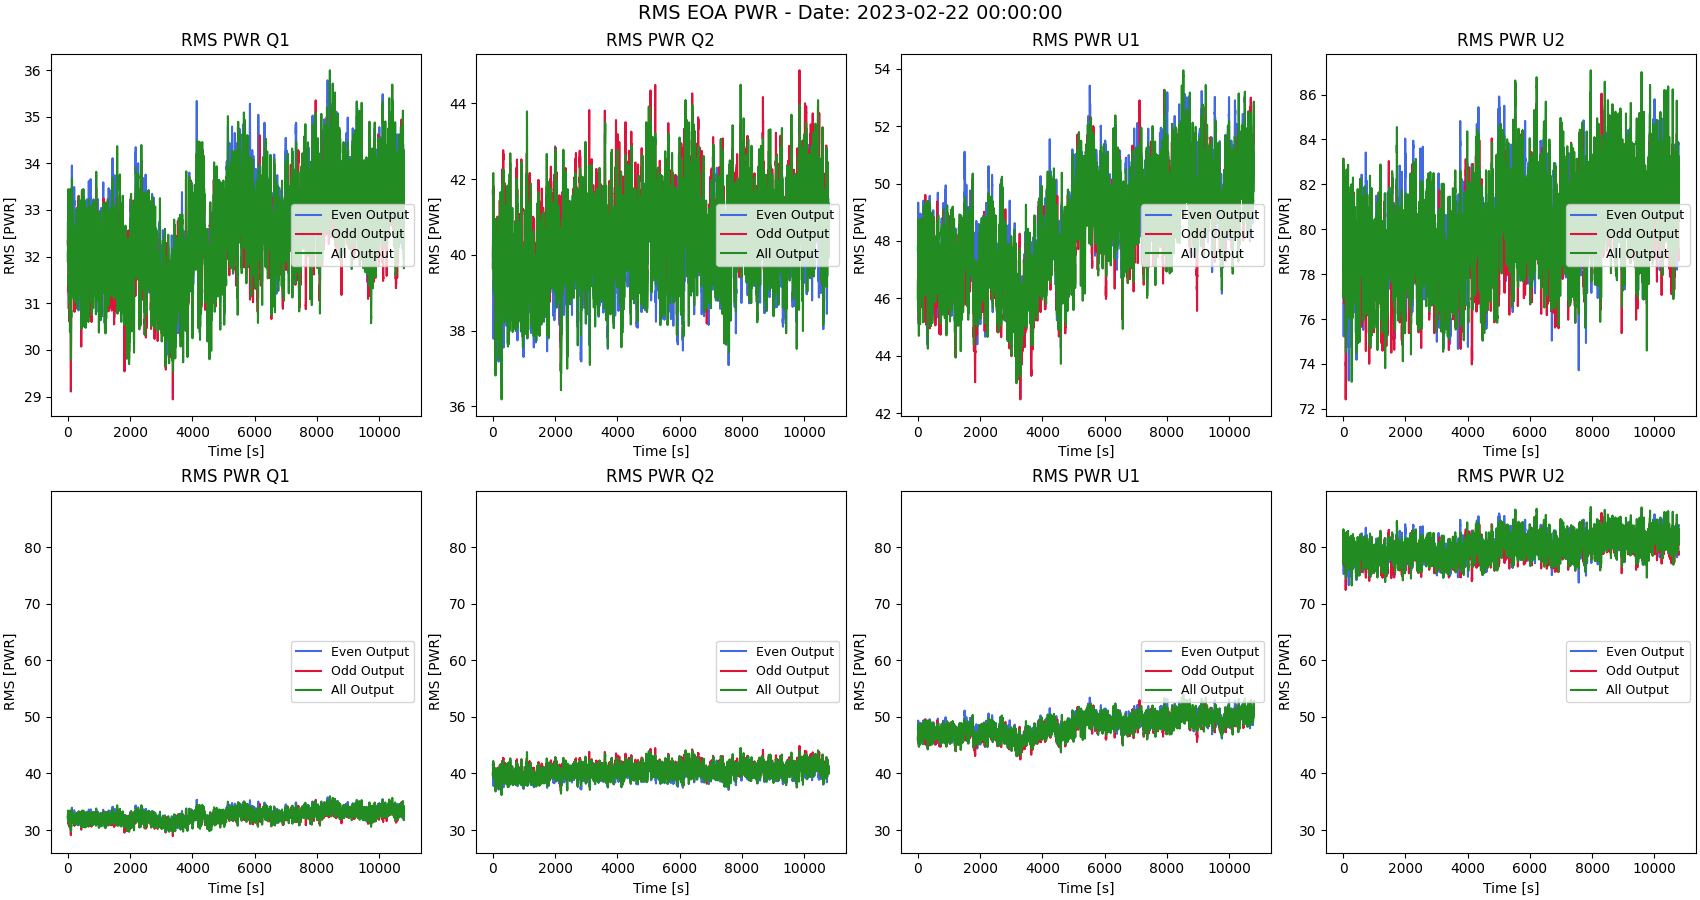 RMS EOA PWR - Date: 2023-02-22 00:00:00
RMS PWR Q1
RMS [PWR]
36
35
34
33
32
31
30
29
Even Output
Odd Output
All Output
0 2000 4000 6000 8000 10000
Time [s]
RMS PWR Q2
RMS [PWR]
44
42
40
38
36
Even Output
Odd Output
All Output
0 2000 4000 6000 8000 10000
Time [s]
RMS PWR U1
RMS [PWR]
54
52
50
48
46
44
42
Even Output
Odd Output
All Output
0 2000 4000 6000 8000 10000
Time [s]
RMS PWR U2
RMS [PWR]
86
84
82
80
78
76
74
72
Even Output
Odd Output
All Output
0 2000 4000 6000 8000 10000
Time [s]
RMS PWR Q1
RMS [PWR]
80
70
60
50
40
30
Even Output
Odd Output
All Output
0 2000 4000 6000 8000 10000
Time [s]
RMS PWR Q2
RMS [PWR]
80
70
60
50
40
30
Even Output
Odd Output
All Output
0 2000 4000 6000 8000 10000
Time [s]
RMS PWR U1
RMS [PWR]
80
70
60
50
40
30
Even Output
Odd Output
All Output
0 2000 4000 6000 8000 10000
Time [s]
RMS PWR U2
RMS [PWR]
80
70
60
50
40
30
Even Output
Odd Output
All Output
0 2000 4000 6000 8000 10000
Time [s]